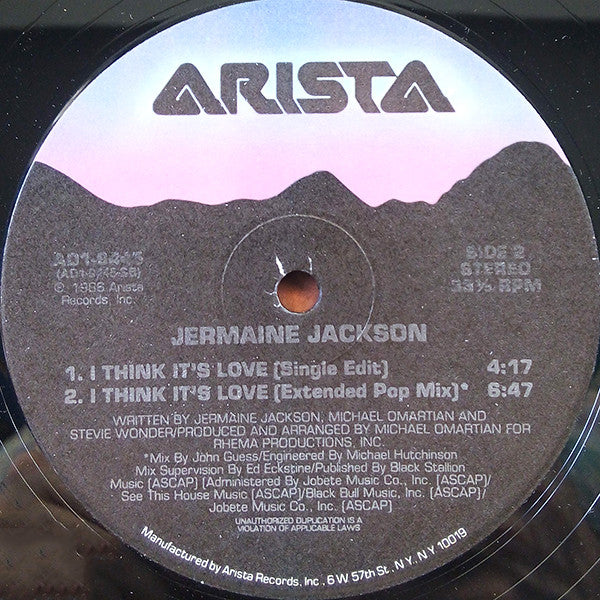 ARISTA
AD1-9445
(AD1-9445-SB)
℗ 1986 Arista
Records, Inc.
SIDE 2
STEREO
33⅓ RPM
JERMAINE JACKSON
1. I THINK IT'S LOVE (Single Edit) 4:17
2. I THINK IT'S LOVE (Extended Pop Mix)* 6:47
WRITTEN BY JERMAINE JACKSON, MICHAEL OMARTIAN AND
STEVIE WONDER/PRODUCED AND ARRANGED BY MICHAEL OMARTIAN FOR
RHEMA PRODUCTIONS, INC.
*Mix By John Guess/Engineered By Michael Hutchinson
Mix Supervision By Ed Eckstine/Published By Black Stallion
Music (ASCAP) (Administered By Jobete Music Co., Inc. (ASCAP)/
See This House Music (ASCAP)/Black Bull Music, Inc. (ASCAP)/
Jobete Music Co., Inc. (ASCAP)
UNAUTHORIZED DUPLICATION IS A
VIOLATION OF APPLICABLE LAWS
Manufactured by Arista Records, Inc., 6 W 57th St., N.Y., N.Y 10019